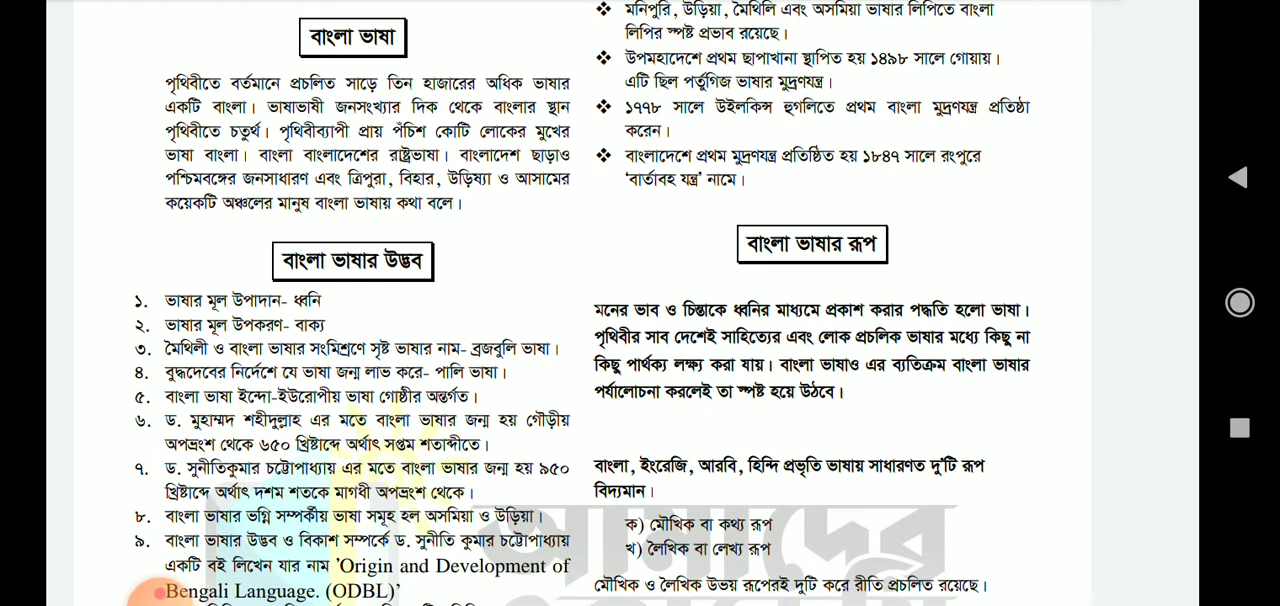 বাংলা ভাষা
পৃথিবীতে বর্তমানে প্রচলিত সাড়ে তিন হাজারের অধিক ভাষার
একটি বাংলা। ভাষাভাষী জনসংখ্যার দিক থেকে বাংলার স্থান
পৃথিবীতে চতুর্থ। পৃথিবীব্যাপী প্রায় পঁচিশ কোটি লোকের মুখের
ভাষা বাংলা। বাংলা বাংলাদেশের রাষ্ট্রভাষা। বাংলাদেশ ছাড়াও
পশ্চিমবঙ্গের জনসাধারণ এবং ত্রিপুরা, বিহার, উড়িষ্যা ও আসামের
কয়েকটি অঞ্চলের মানুষ বাংলা ভাষায় কথা বলে।
বাংলা ভাষার উদ্ভব
১. ভাষার মূল উপাদান- ধ্বনি
২. ভাষার মূল উপকরণ- বাক্য
৩. মৈথিলী ও বাংলা ভাষার সংমিশ্রণে সৃষ্ট ভাষার নাম- ব্রজবুলি ভাষা।
৪. বুদ্ধদেবের নির্দেশে যে ভাষা জন্ম লাভ করে- পালি ভাষা।
৫. বাংলা ভাষা ইন্দো-ইউরোপীয় ভাষা গোষ্ঠীর অন্তর্গত।
৬. ড. মুহাম্মদ শহীদুল্লাহ এর মতে বাংলা ভাষার জন্ম হয় গৌড়ীয়
অপভ্রংশ থেকে ৬৫০ খ্রিষ্টাব্দে অর্থাৎ সপ্তম শতাব্দীতে।
৭. ড. সুনীতিকুমার চট্টোপাধ্যায় এর মতে বাংলা ভাষার জন্ম হয় ৯৫০
খ্রিষ্টাব্দে অর্থাৎ দশম শতকে মাগধী অপভ্রংশ থেকে।
৮. বাংলা ভাষার ভগ্নি সম্পর্কীয় ভাষা সমূহ হল অসমিয়া ও উড়িয়া।
৯. বাংলা ভাষার উদ্ভব ও বিকাশ সম্পর্কে ড. সুনীতি কুমার চট্টোপাধ্যায়
একটি বই লিখেন যার নাম 'Origin and Development of
Bengali Language. (ODBL)'
❖ মনিপুরি, উড়িয়া, মৈথিলি এবং অসমিয়া ভাষার লিপিতে বাংলা
লিপির স্পষ্ট প্রভাব রয়েছে।
❖ উপমহাদেশে প্রথম ছাপাখানা স্থাপিত হয় ১৪৯৮ সালে গোয়ায়।
এটি ছিল পর্তুগিজ ভাষার মুদ্রণযন্ত্র।
❖ ১৭৭৮ সালে উইলকিন্স হুগলিতে প্রথম বাংলা মুদ্রণযন্ত্র প্রতিষ্ঠা
করেন।
❖ বাংলাদেশে প্রথম মুদ্রণযন্ত্র প্রতিষ্ঠিত হয় ১৮৪৭ সালে রংপুরে
'বার্তাবহ যন্ত্র' নামে।
বাংলা ভাষার রূপ
মনের ভাব ও চিন্তাকে ধ্বনির মাধ্যমে প্রকাশ করার পদ্ধতি হলো ভাষা।
পৃথিবীর সাব দেশেই সাহিত্যের এবং লোক প্রচলিক ভাষার মধ্যে কিছু না
কিছু পার্থক্য লক্ষ্য করা যায়। বাংলা ভাষাও এর ব্যতিক্রম বাংলা ভাষার
পর্যালোচনা করলেই তা স্পষ্ট হয়ে উঠবে।
বাংলা, ইংরেজি, আরবি, হিন্দি প্রভৃতি ভাষায় সাধারণত দু'টি রূপ
বিদ্যমান।
ক) মৌখিক বা কথ্য রূপ
খ) লৈখিক বা লেখ্য রূপ
আমাদের
মৌখিক ও লৈখিক উভয় রূপেরই দুটি করে রীতি প্রচলিত রয়েছে।